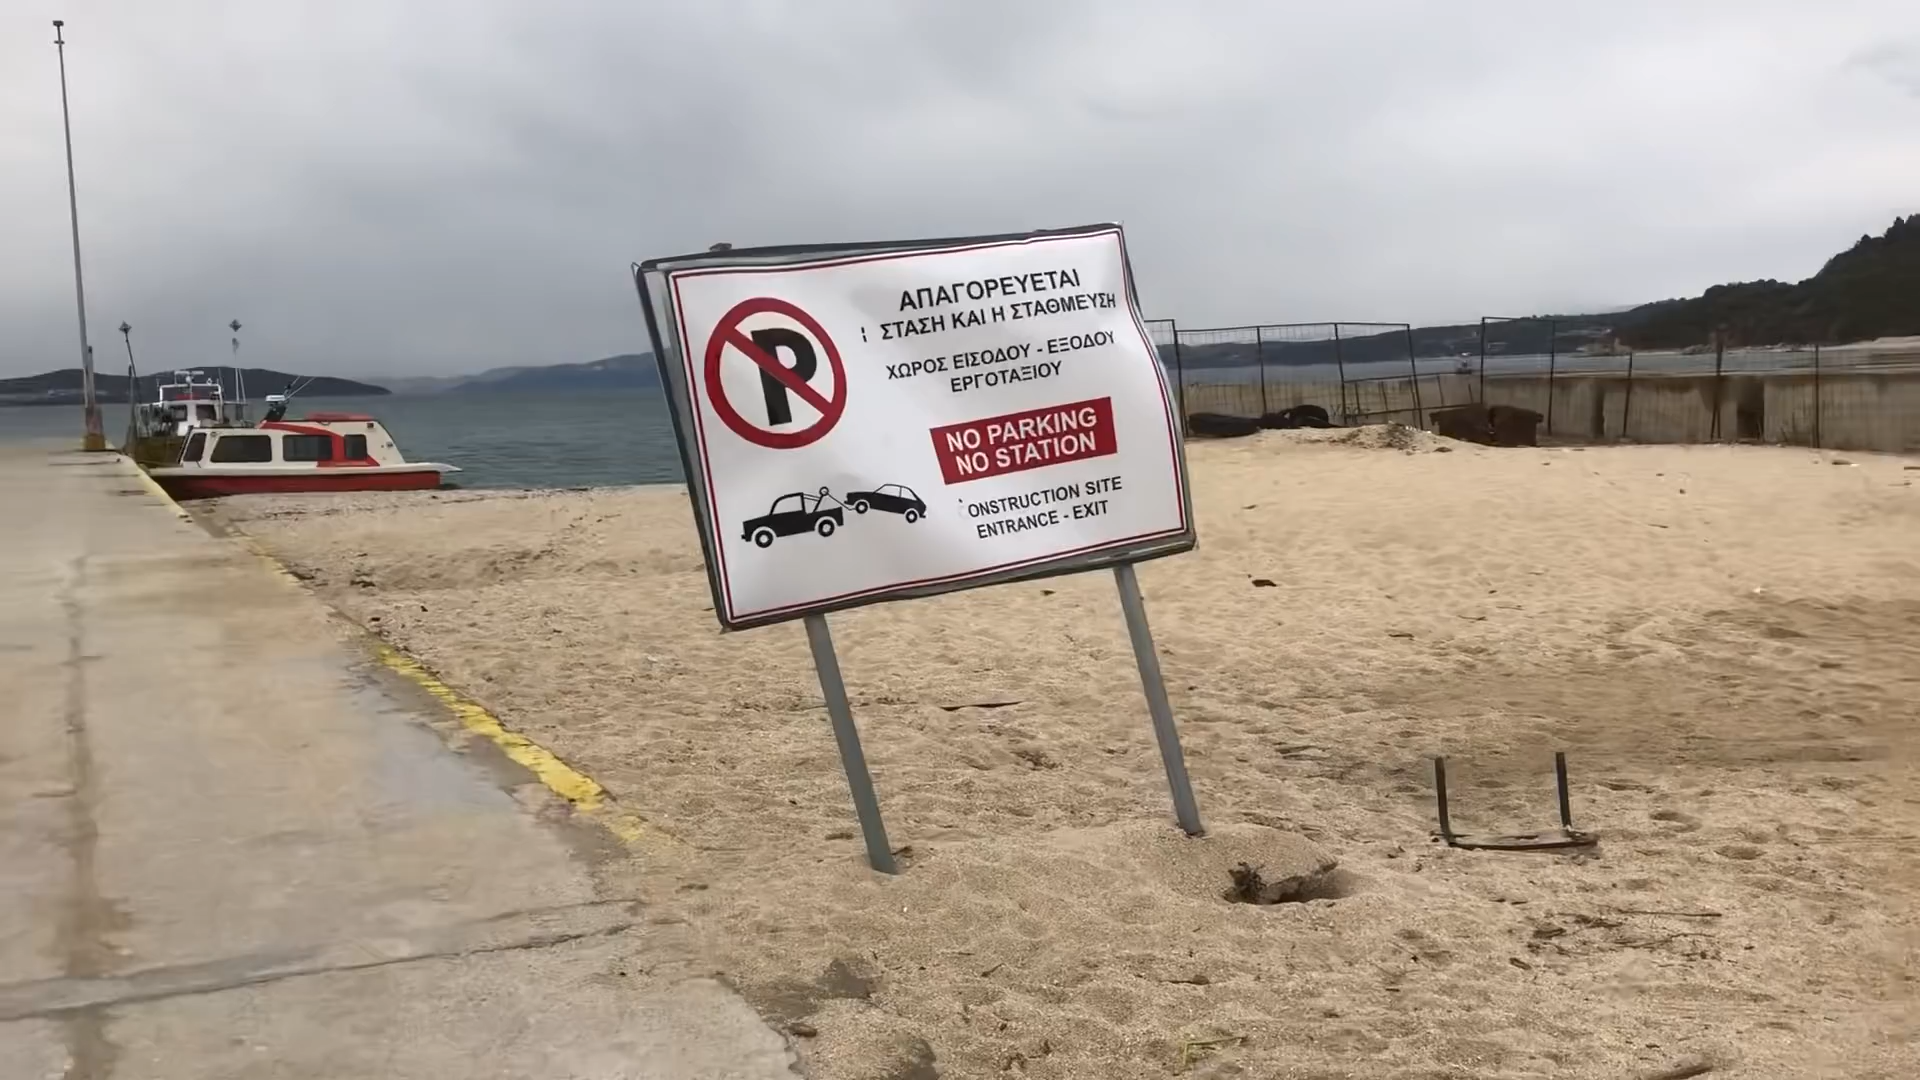 ΑΠΑΓΟΡΕΥΕΤΑΙ
ΣΤΑΣΗ ΚΑΙ Η ΣΤΑΘΜΕΥΣΗ
ΧΩΡΟΣ ΕΙΣΟΔΟΥ - ΕΞΟΔΟΥ
ΕΡΓΟΤΑΞΙΟΥ
P
NO PARKING
NO STATION
ONSTRUCTION SITE
ENTRANCE - EXIT